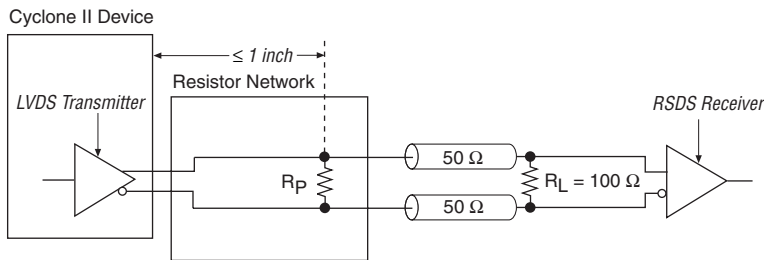 Cyclone II Device
≤ 1 inch
Resistor Network
LVDS Transmitter
RSDS Receiver
50 Ω
RP
RL = 100 Ω
50 Ω